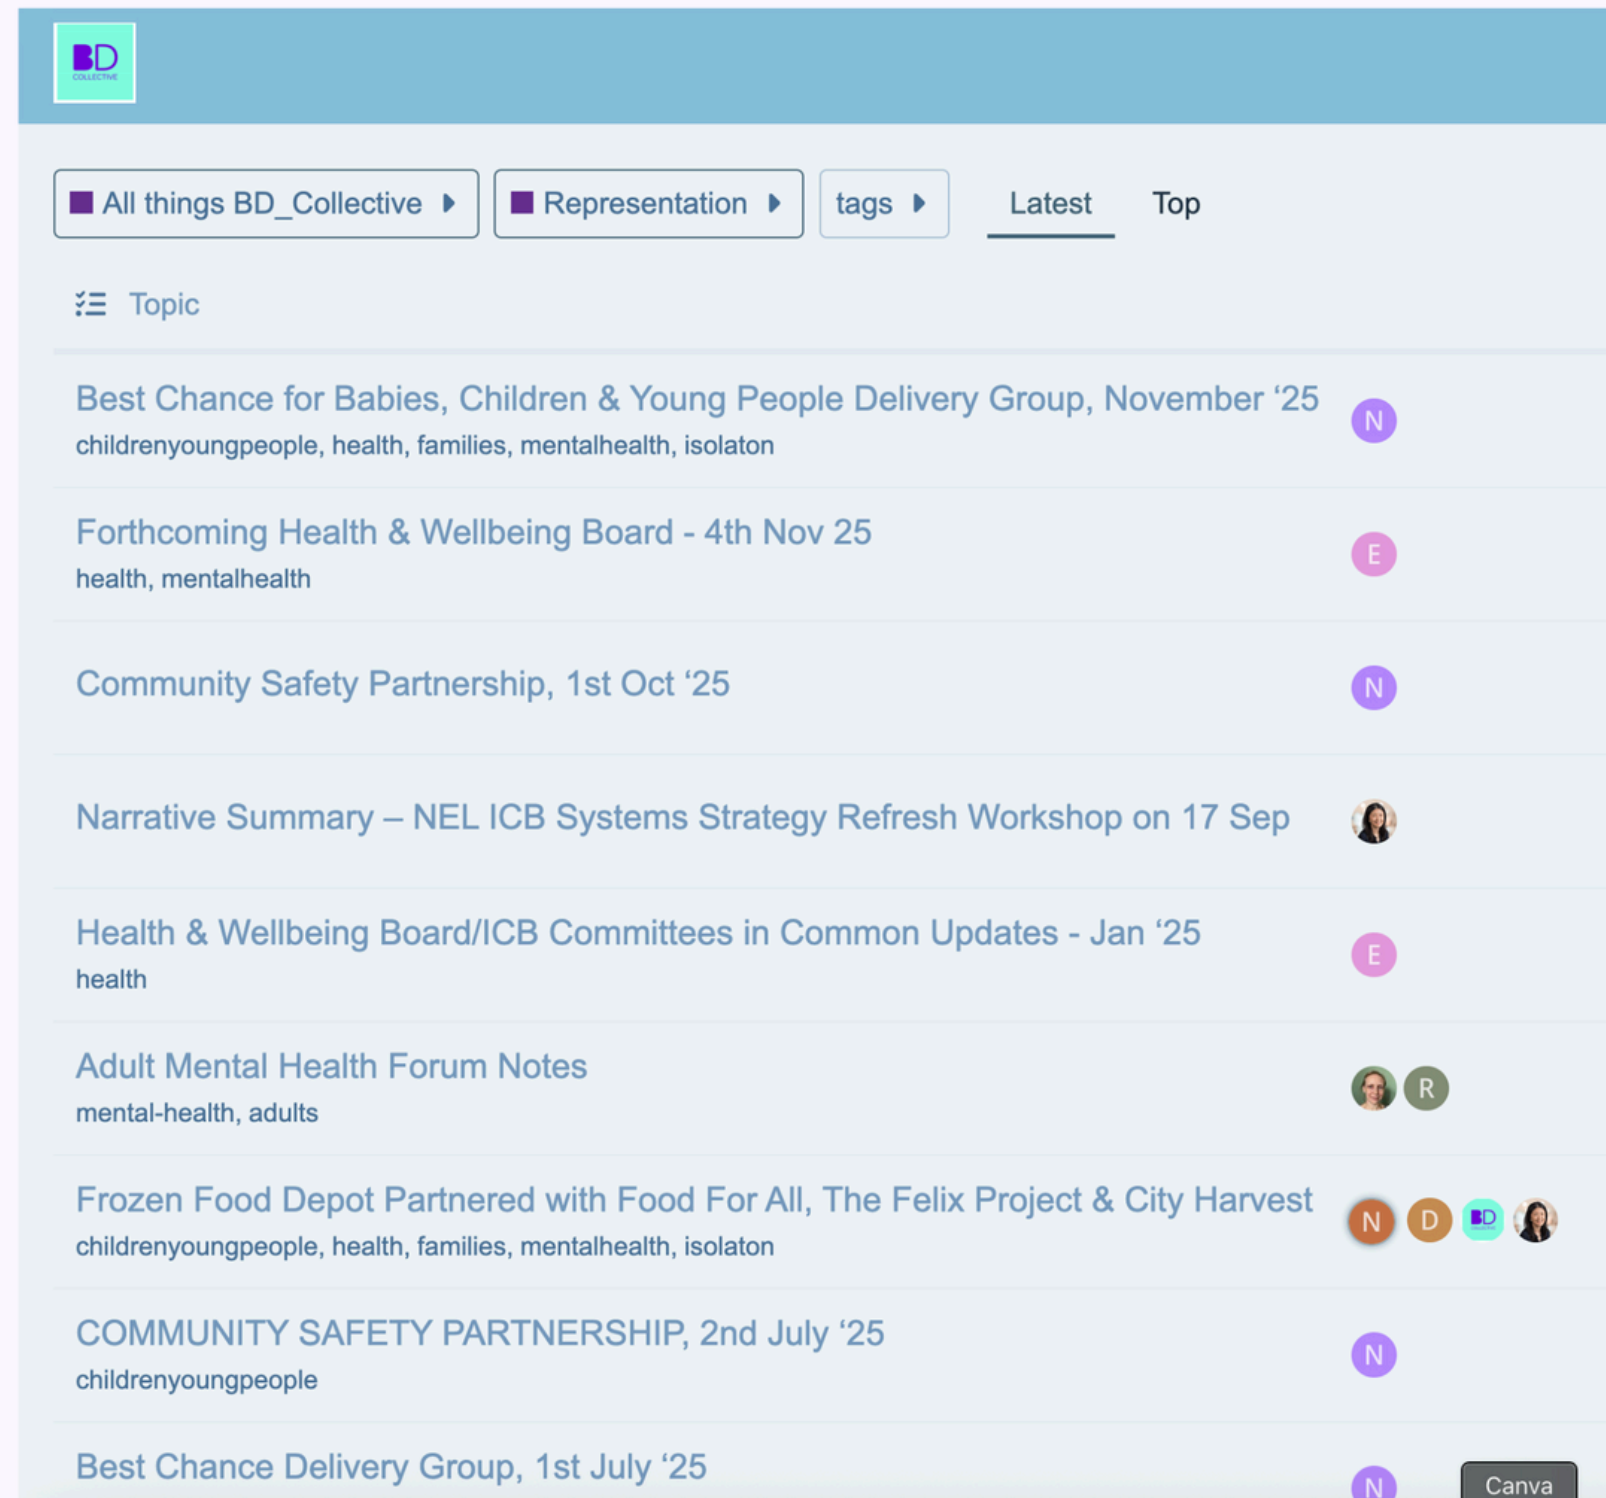 BD
COLLECTIVE
All things BD_Collective
Representation
tags
Latest
Top
Topic
Best Chance for Babies, Children & Young People Delivery Group, November ‘25
N
childrenyoungpeople, health, families, mentalhealth, isolaton
Forthcoming Health & Wellbeing Board - 4th Nov 25
E
health, mentalhealth
Community Safety Partnership, 1st Oct ‘25
N
Narrative Summary – NEL ICB Systems Strategy Refresh Workshop on 17 Sep
Health & Wellbeing Board/ICB Committees in Common Updates - Jan ‘25
E
health
Adult Mental Health Forum Notes
R
mental-health, adults
Frozen Food Depot Partnered with Food For All, The Felix Project & City Harvest
N
D
BD
childrenyoungpeople, health, families, mentalhealth, isolaton
COMMUNITY SAFETY PARTNERSHIP, 2nd July ‘25
N
childrenyoungpeople
Best Chance Delivery Group, 1st July ‘25
N
Canva